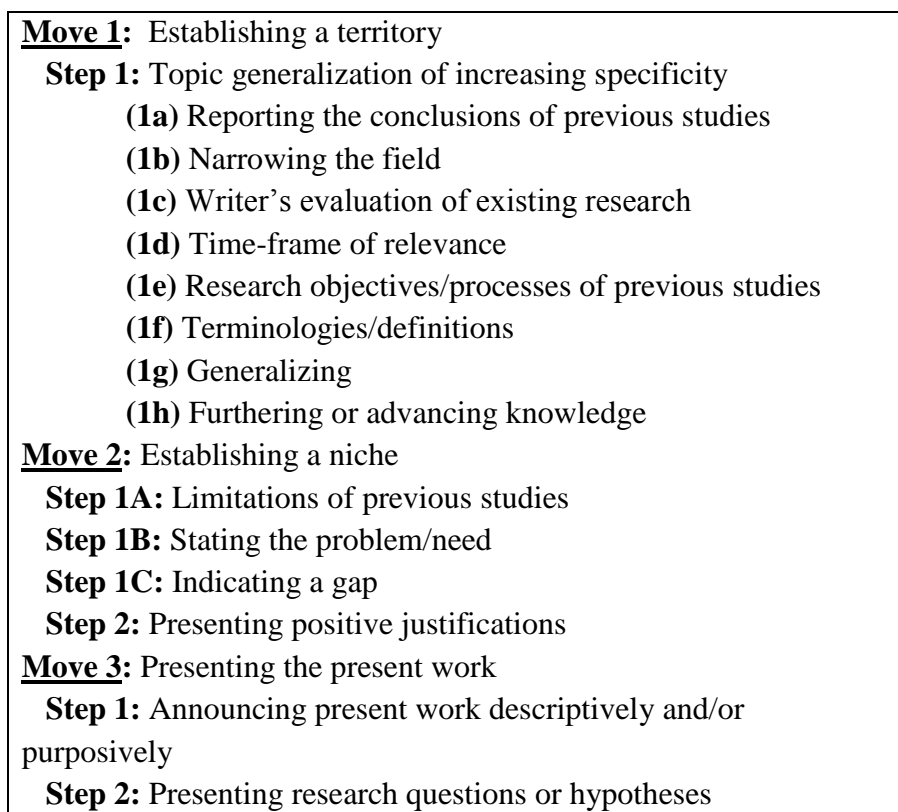 Move 1:  Establishing a territory
Step 1: Topic generalization of increasing specificity
(1a) Reporting the conclusions of previous studies
(1b) Narrowing the field
(1c) Writer’s evaluation of existing research
(1d) Time-frame of relevance
(1e) Research objectives/processes of previous studies
(1f) Terminologies/definitions
(1g) Generalizing
(1h) Furthering or advancing knowledge
Move 2: Establishing a niche
Step 1A: Limitations of previous studies
Step 1B: Stating the problem/need
Step 1C: Indicating a gap
Step 2: Presenting positive justifications
Move 3: Presenting the present work
Step 1: Announcing present work descriptively and/or
purposively
Step 2: Presenting research questions or hypotheses